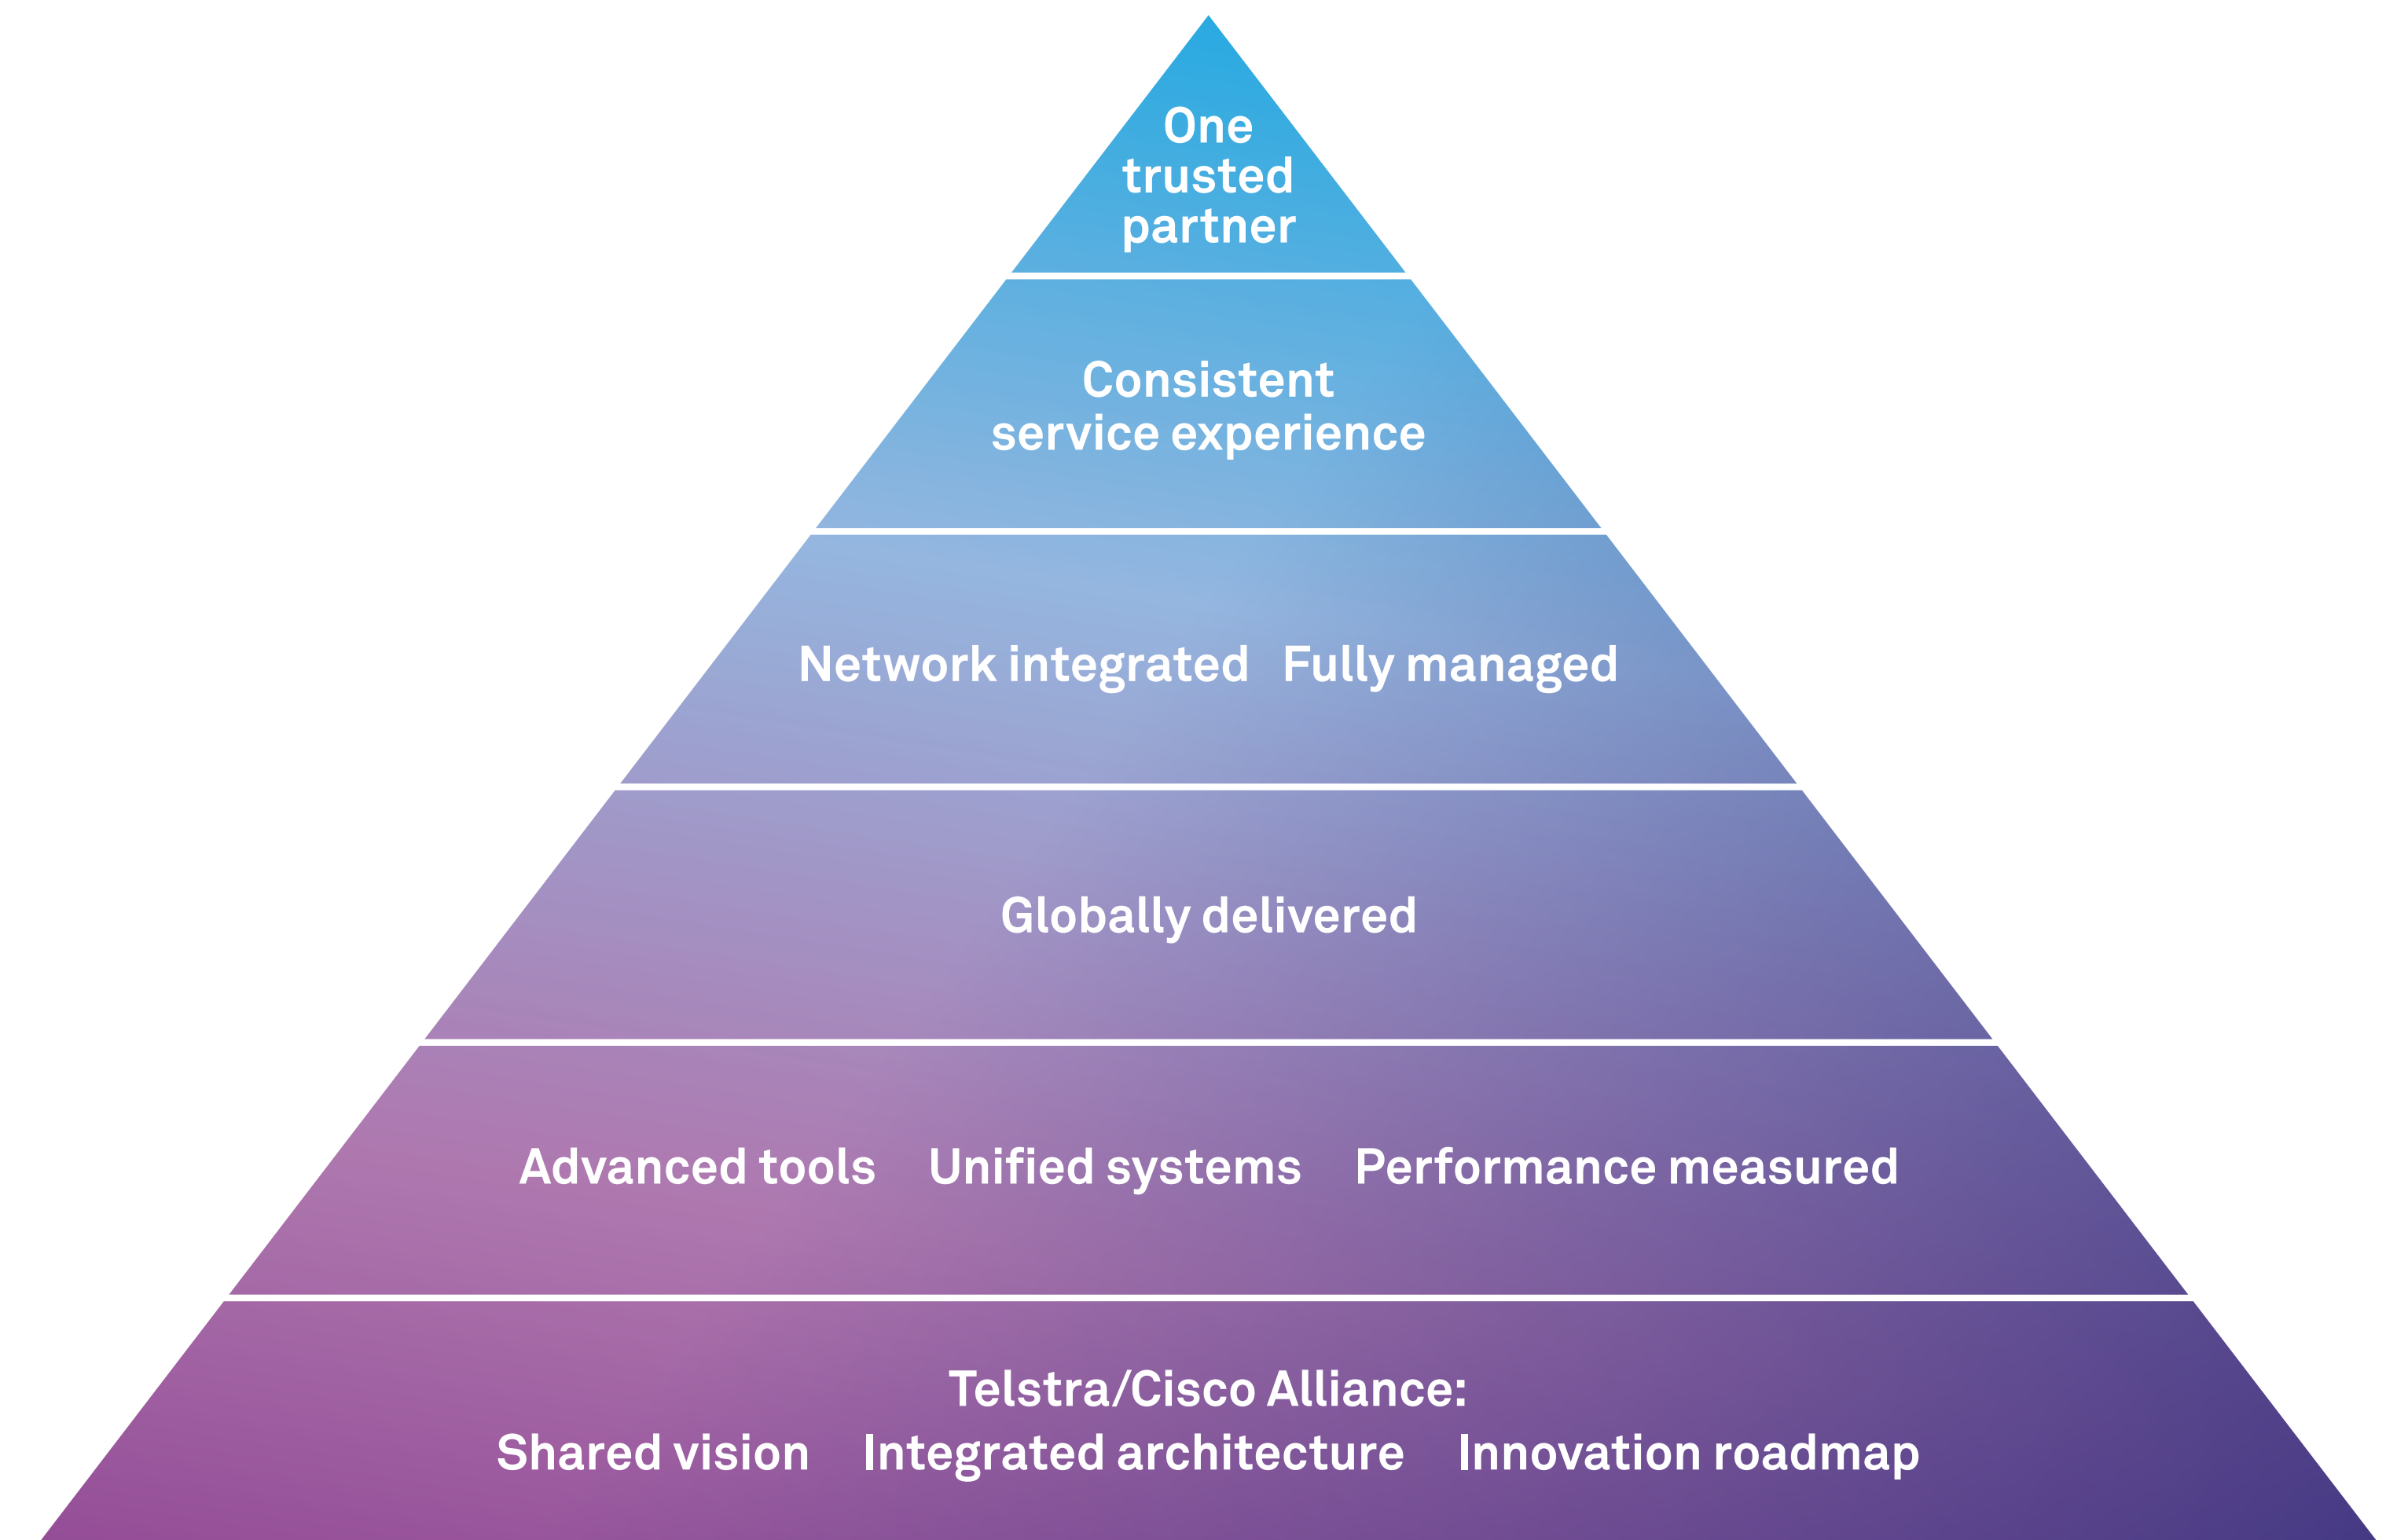 One
trusted
partner
Consistent
service experience
Network integrated Fully managed
Globally delivered
Advanced tools Unified systems Performance measured
Telstra/Cisco Alliance:
Shared vision Integrated architecture Innovation roadmap